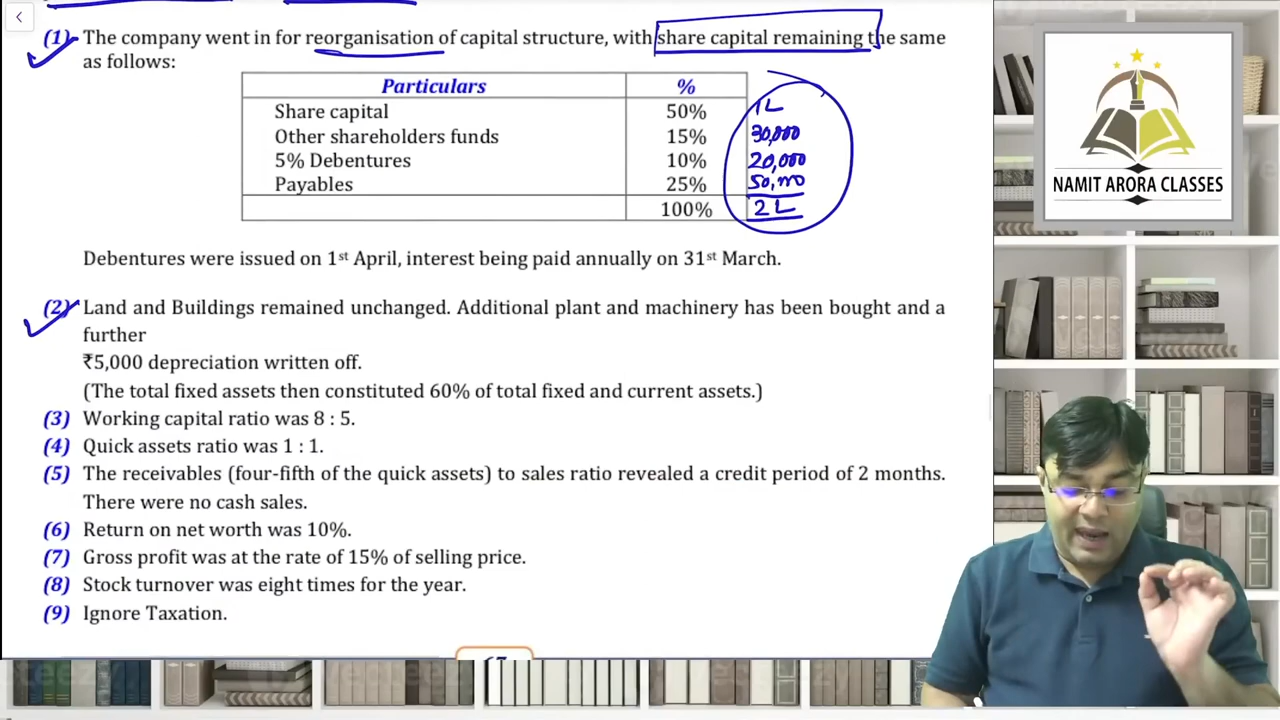 (1) The company went in for reorganisation of capital structure, with share capital remaining the same
as follows:
Particulars %
Share capital 50% 1L
Other shareholders funds 15% 30,000
5% Debentures 10% 20,000
Payables 25% 50,000
100% 2L
Debentures were issued on 1st April, interest being paid annually on 31st March.
(2) Land and Buildings remained unchanged. Additional plant and machinery has been bought and a
further
₹5,000 depreciation written off.
(The total fixed assets then constituted 60% of total fixed and current assets.)
(3) Working capital ratio was 8 : 5.
(4) Quick assets ratio was 1 : 1.
(5) The receivables (four-fifth of the quick assets) to sales ratio revealed a credit period of 2 months.
There were no cash sales.
(6) Return on net worth was 10%.
(7) Gross profit was at the rate of 15% of selling price.
(8) Stock turnover was eight times for the year.
(9) Ignore Taxation.
NAMIT ARORA CLASSES